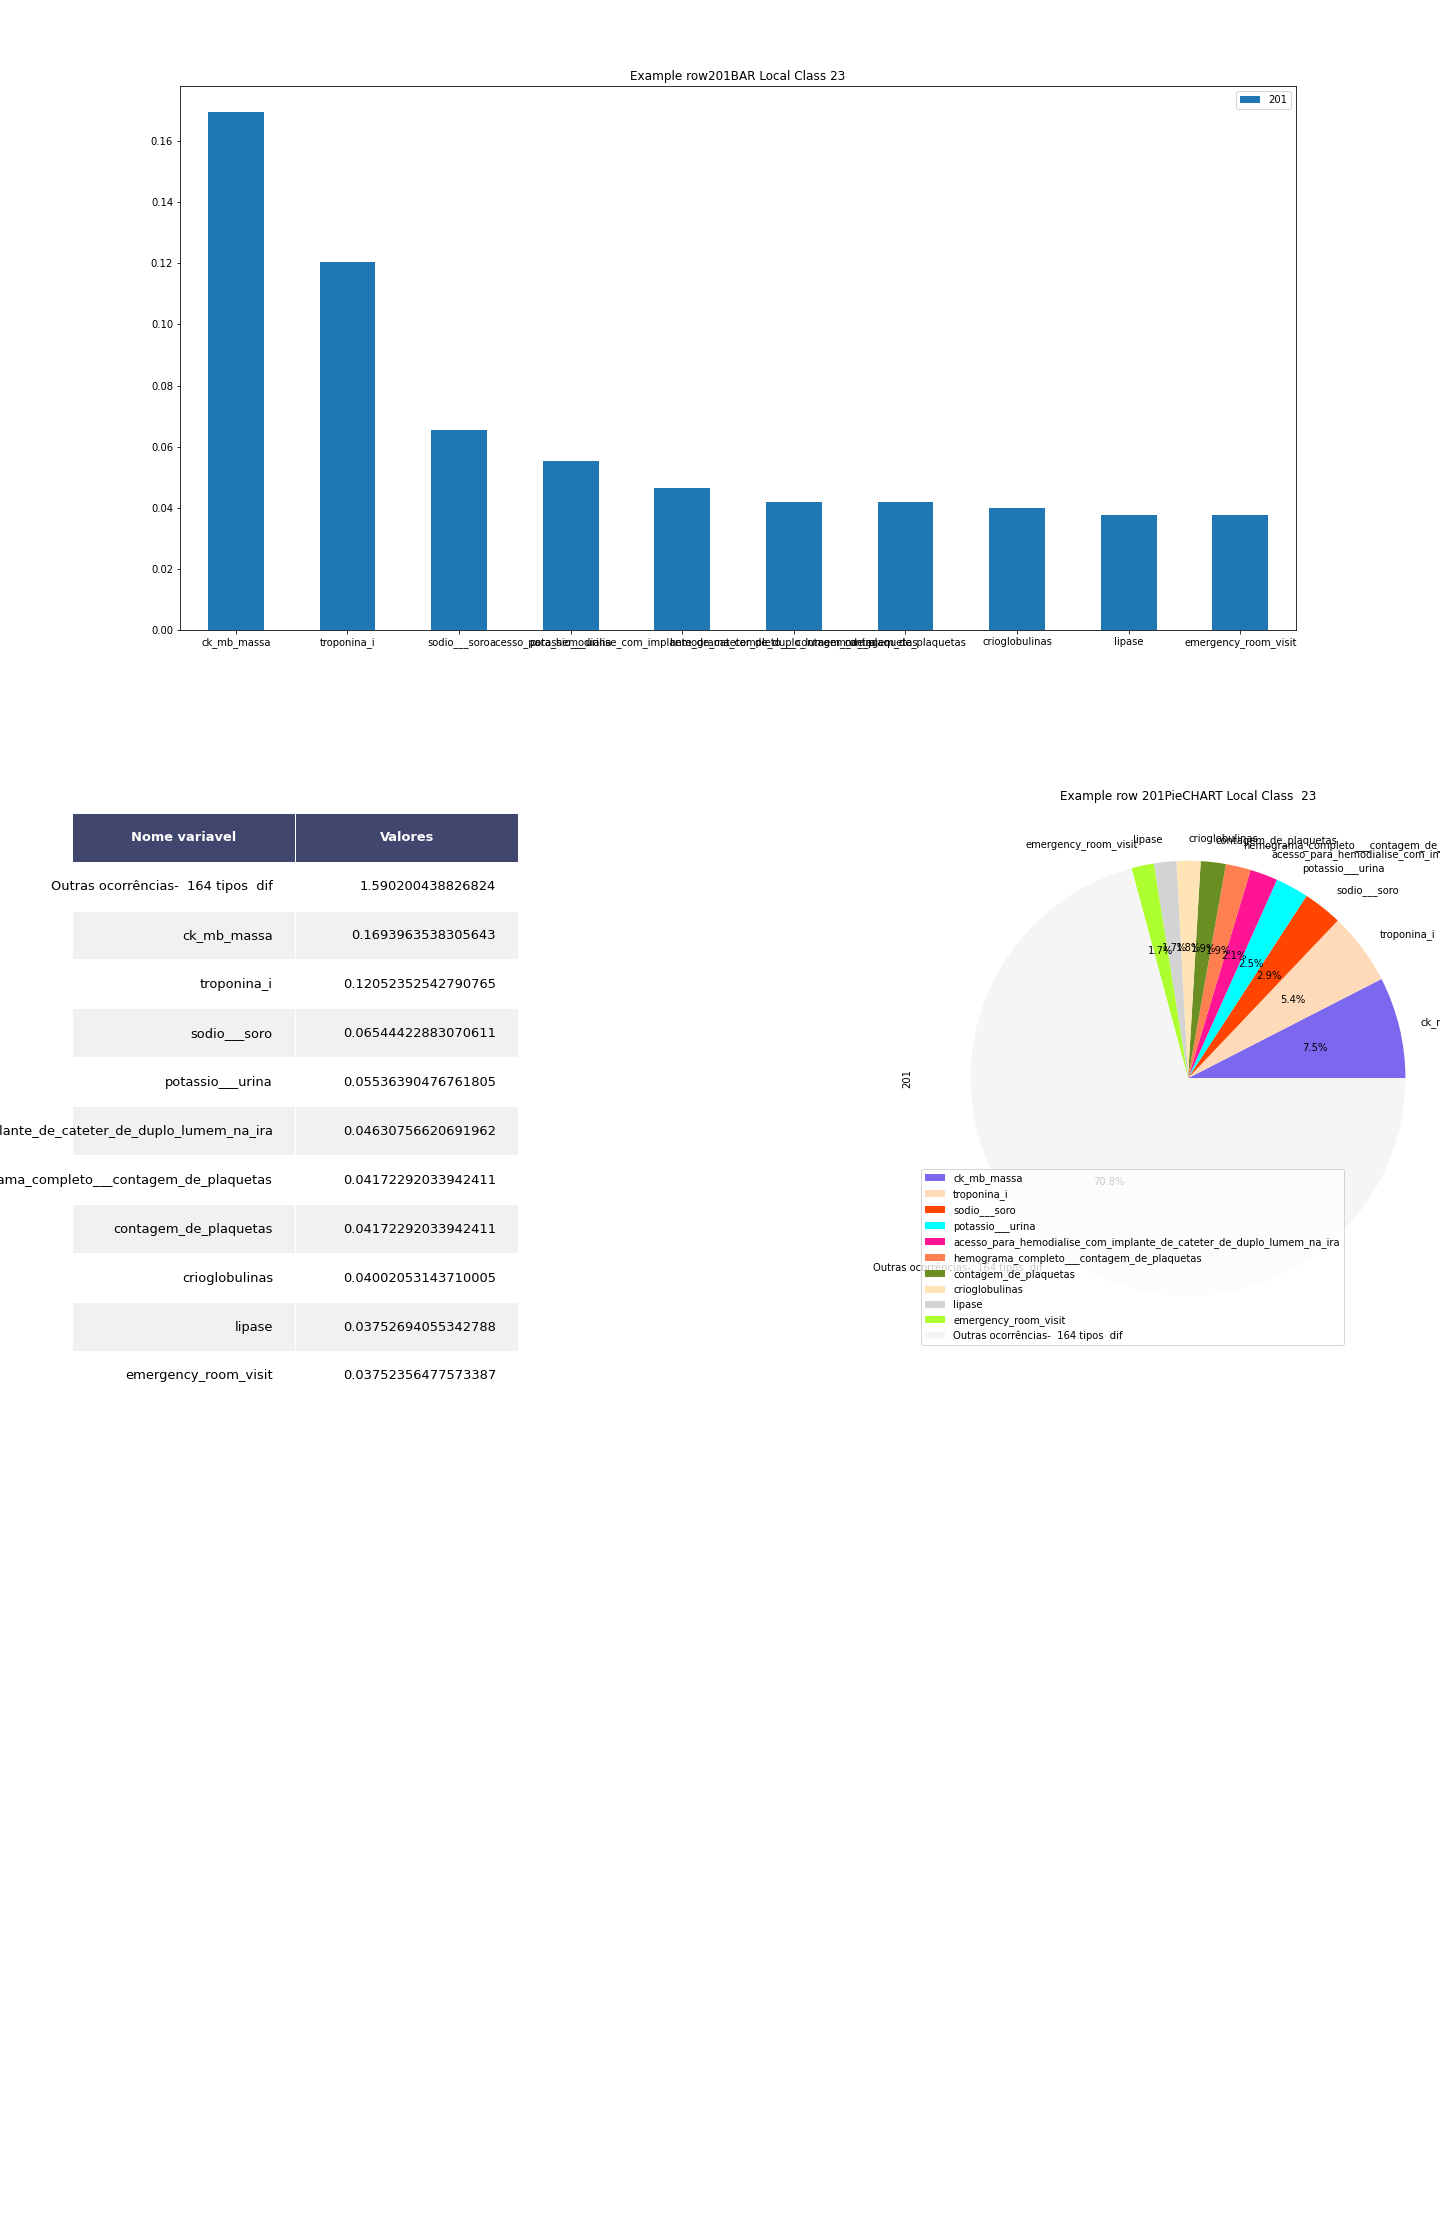 Example row201BAR Local Class 23
201
0.16
0.14
0.12
0.10
0.08
0.06
0.04
0.02
0.00
ck_mb_massa
troponina_i
sodio___soro
crioglobulinas
lipase
emergency_room_visit
Example row 201PieCHART Local Class  23
Nome variavel Valores
Outras ocorrências-  164 tipos  dif 1.590200438826824
ck_mb_massa 0.1693963538305643
troponina_i 0.12052352542790765
sodio___soro 0.06544422883070611
potassio___urina 0.05536390476761805
lante_de_cateter_de_duplo_lumem_na_ira 0.04630756620691962
ama_completo___contagem_de_plaquetas 0.04172292033942411
contagem_de_plaquetas 0.04172292033942411
crioglobulinas 0.04002053143710005
lipase 0.03752694055342788
emergency_room_visit 0.03752356477573387
emergency_room_visit
lipase
crioglobulinas
contagem_de_plaquetas
hemograma_completo___contagem_de
acesso_para_hemodialise_com_im
potassio___urina
sodio___soro
troponina_i
1.7%
1.7%
1.8%
1.9%
1.9%
2.1%
2.5%
2.9%
5.4%
7.5%
201
70.8%
Outras ocorrências-  164 tipos  dif
ck_mb_massa
troponina_i
sodio___soro
potassio___urina
acesso_para_hemodialise_com_implante_de_cateter_de_duplo_lumem_na_ira
hemograma_completo___contagem_de_plaquetas
contagem_de_plaquetas
crioglobulinas
lipase
emergency_room_visit
Outras ocorrências-  164 tipos  dif